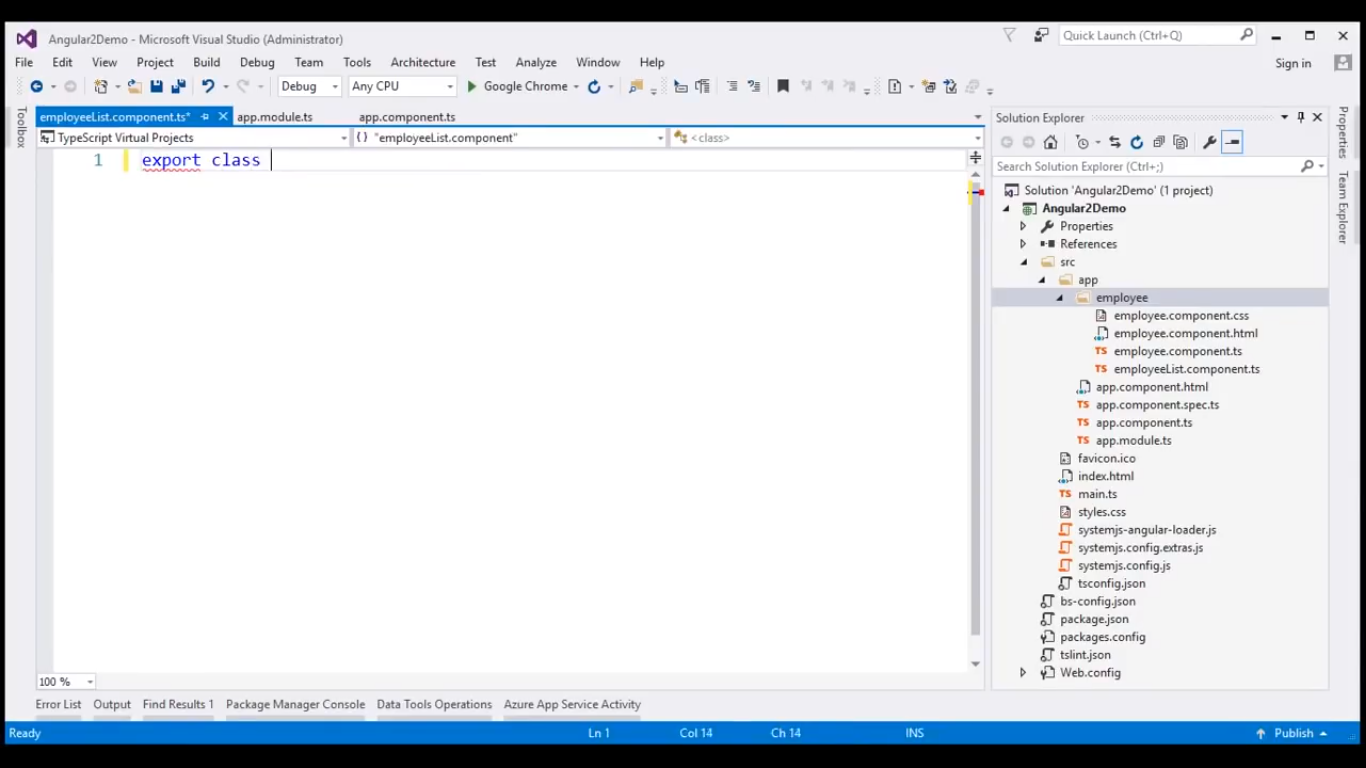 Angular2Demo - Microsoft Visual Studio (Administrator)
Quick Launch (Ctrl+Q)
File Edit View Project Build Debug Team Tools Architecture Test Analyze Window Help
Sign in
Debug Any CPU Google Chrome
Toolbox
employeeList.component.ts* app.module.ts app.component.ts
TypeScript Virtual Projects {} "employeeList.component" <class>
1 export class
100 %
Solution Explorer
Search Solution Explorer (Ctrl+;)
Solution 'Angular2Demo' (1 project)
Angular2Demo
Properties
References
src
app
employee
employee.component.css
employee.component.html
TS employee.component.ts
TS employeeList.component.ts
app.component.html
TS app.component.spec.ts
TS app.component.ts
TS app.module.ts
favicon.ico
index.html
TS main.ts
styles.css
systemjs-angular-loader.js
systemjs.config.extras.js
systemjs.config.js
tsconfig.json
bs-config.json
package.json
packages.config
tslint.json
Web.config
Properties
Team Explorer
Error List Output Find Results 1 Package Manager Console Data Tools Operations Azure App Service Activity
Ready Ln 1 Col 14 Ch 14 INS Publish